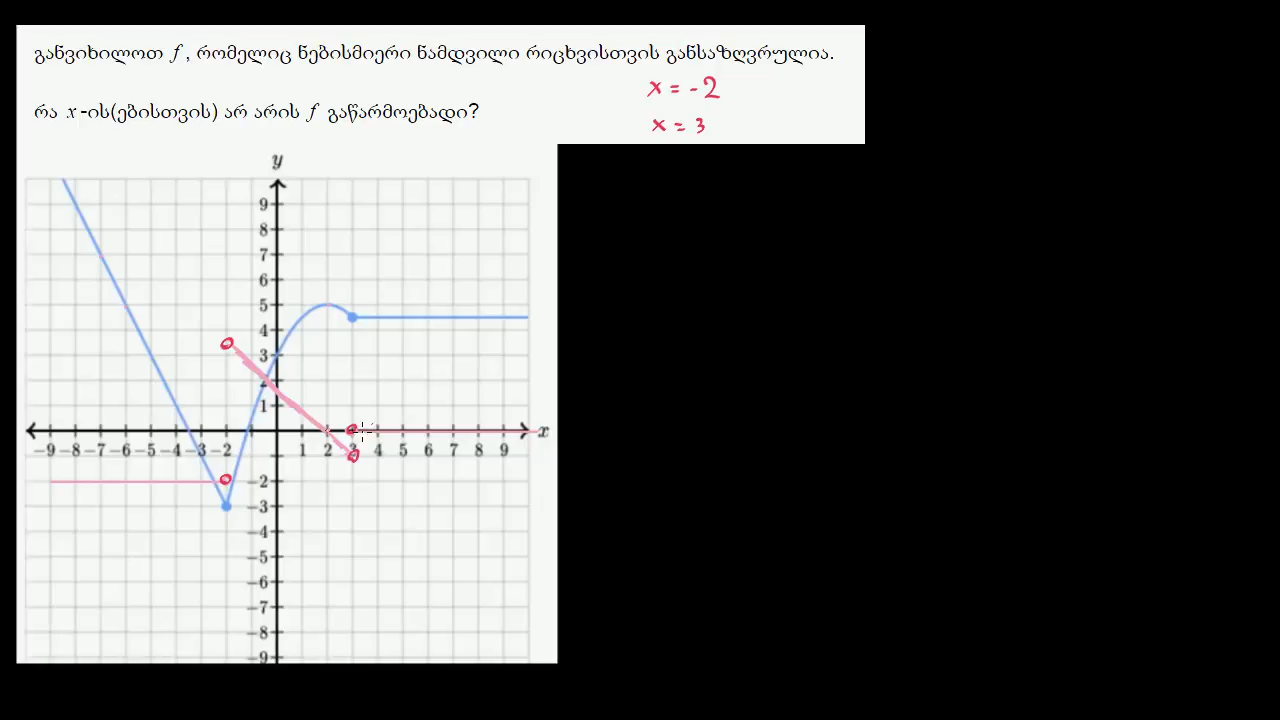 განვიხილოთ f, რომელიც ნებისმიერი ნამდვილი რიცხვისთვის განსაზღვრულია.
x = -2
რა x-ის(ებისთვის) არ არის f გაწარმოებადი?
x = 3
y
9
8
7
6
5
4
3
2
1
x
−9 −8 −7 −6 −5 −4 −3 −2 1 2 3 4 5 6 7 8 9
−2
−3
−4
−5
−6
−7
−8
−9